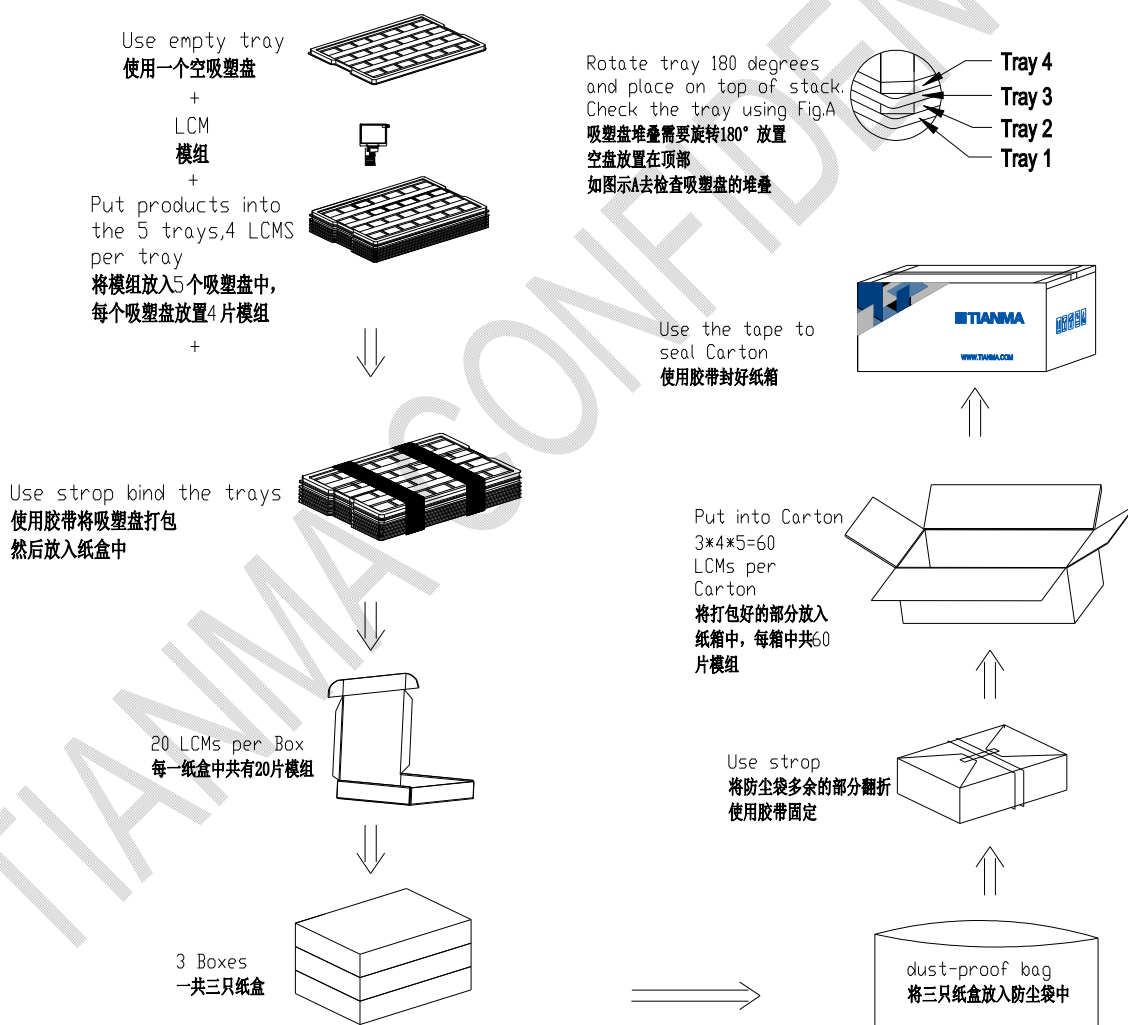 Use empty tray
使用一个空吸塑盘
+
LCM
模组
+
Put products into
the 5 trays,4 LCMS
per tray
将模组放入5个吸塑盘中，
每个吸塑盘放置4片模组
+
Use strop bind the trays
使用胶带将吸塑盘打包
然后放入纸盒中
20 LCMs per Box
每一纸盒中共有20片模组
3 Boxes
一共三只纸盒
dust-proof bag
将三只纸盒放入防尘袋中
Use strop
将防尘袋多余的部分翻折
使用胶带固定
Put into Carton
3*4*5=60
LCMs per
Carton
将打包好的部分放入
纸箱中，每箱中共60
片模组
Use the tape to
seal Carton
使用胶带封好纸箱
TIANMA
WWW.TIANMA.COM
Rotate tray 180 degrees
and place on top of stack.
Check the tray using Fig.A
吸塑盘堆叠需要旋转180°放置
空盘放置在顶部
如图示A去检查吸塑盘的堆叠
Tray 4
Tray 3
Tray 2
Tray 1
TIANMA CONFIDEN